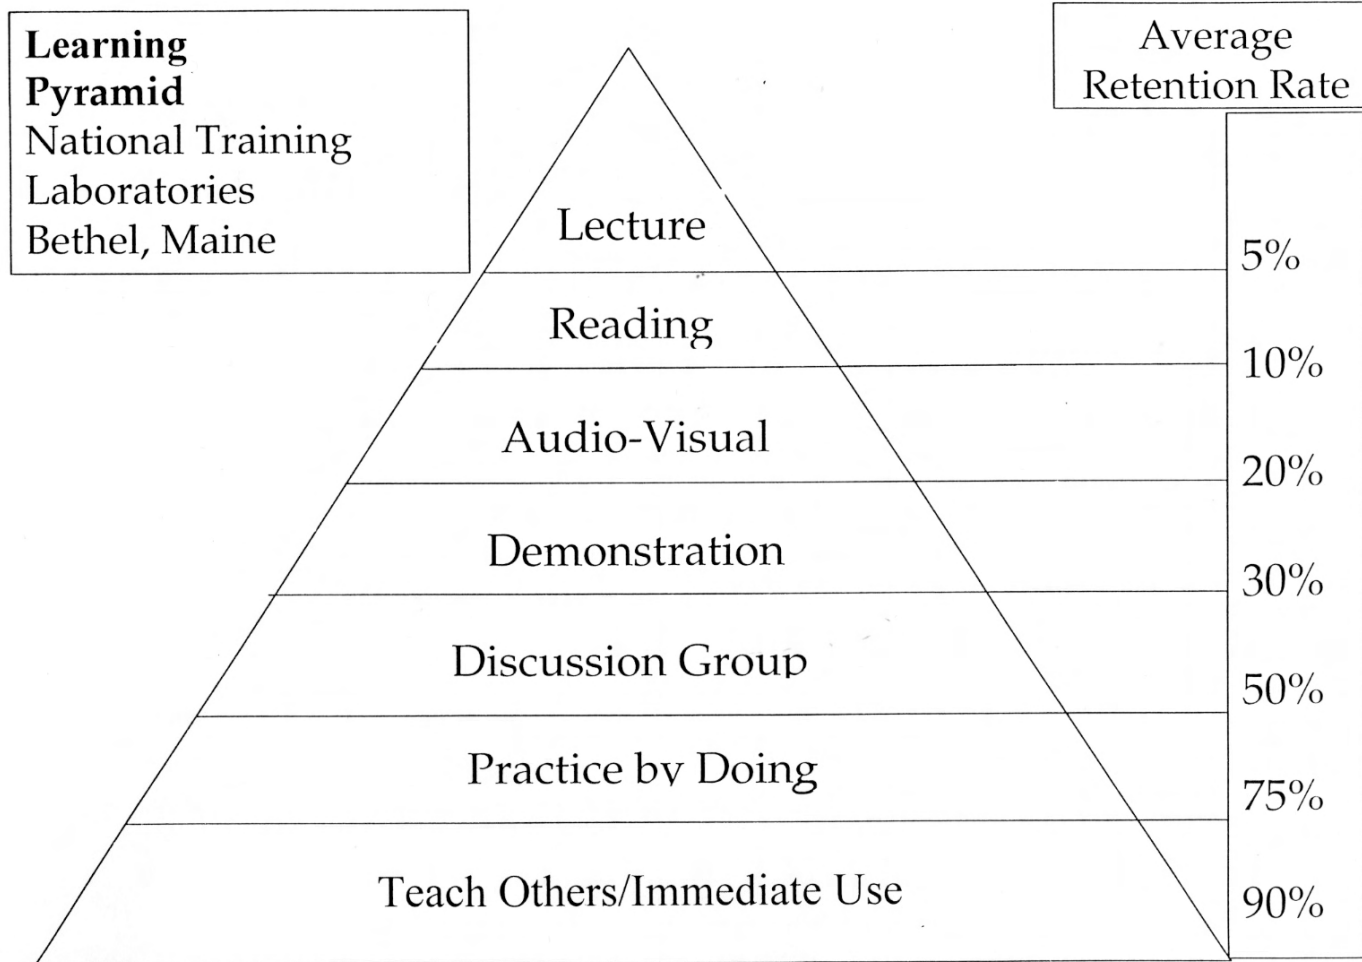 Learning
Pyramid
National Training
Laboratories
Bethel, Maine
Average
Retention Rate
Lecture
5%
Reading
10%
Audio-Visual
20%
Demonstration
30%
Discussion Group
50%
Practice by Doing
75%
Teach Others/Immediate Use
90%